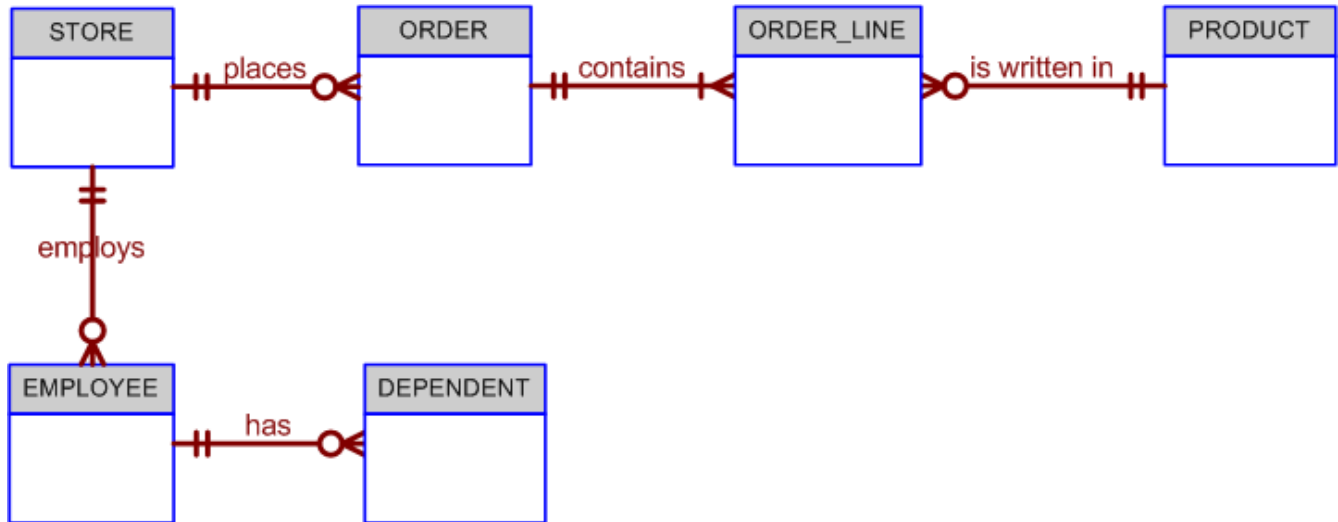 STORE
places
ORDER
contains
ORDER_LINE
is written in
PRODUCT
employs
EMPLOYEE
has
DEPENDENT